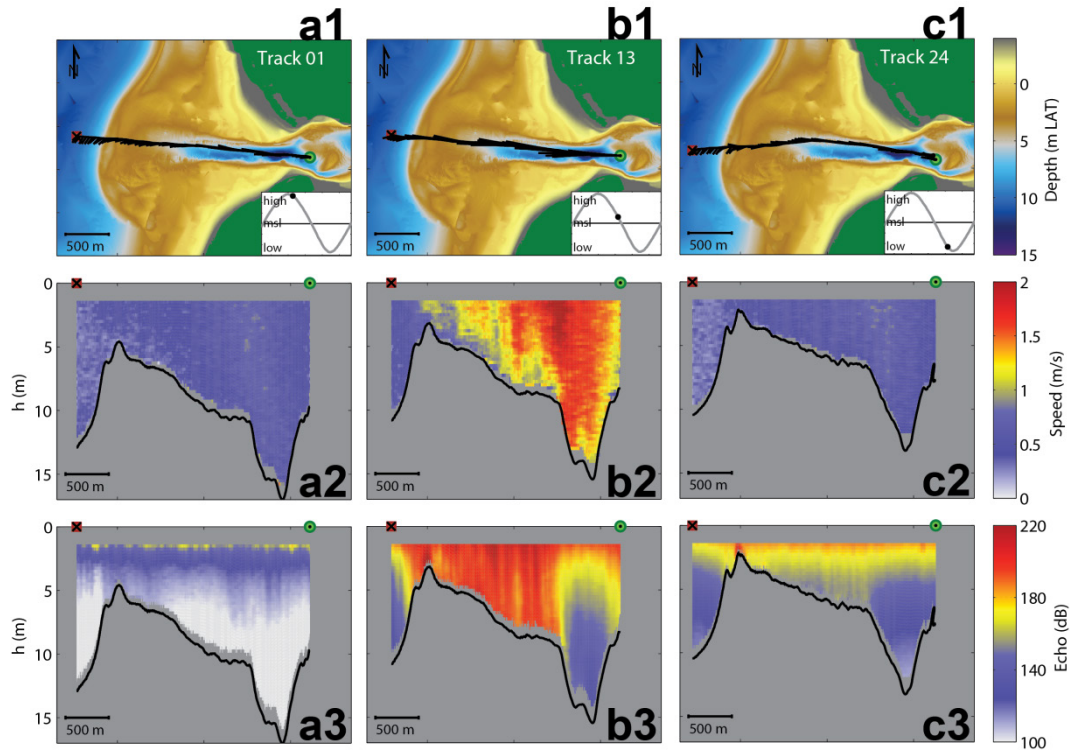 a1
b1
c1
Track 01
Track 13
Track 24
N
N
N
high
msl
low
high
msl
low
high
msl
low
500 m
500 m
500 m
0
5
10
15
Depth (m LAT)
0
5
10
15
h (m)
500 m
a2
500 m
b2
500 m
c2
2
1.5
1
0.5
0
Speed (m/s)
0
5
10
15
h (m)
500 m
a3
500 m
b3
500 m
c3
220
180
140
100
Echo (dB)